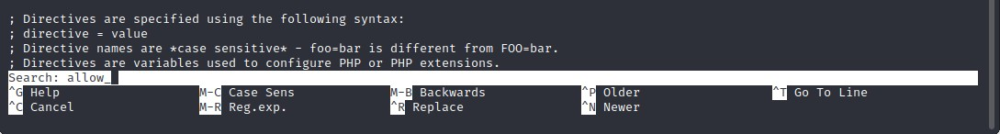 ; Directives are specified using the following syntax:
; directive = value
; Directive names are *case sensitive* - foo=bar is different from FOO=bar.
; Directives are variables used to configure PHP or PHP extensions.
Search: allow_
^G Help M-C Case Sens M-B Backwards ^P Older ^T Go To Line
^C Cancel M-R Reg.exp. ^R Replace ^N Newer